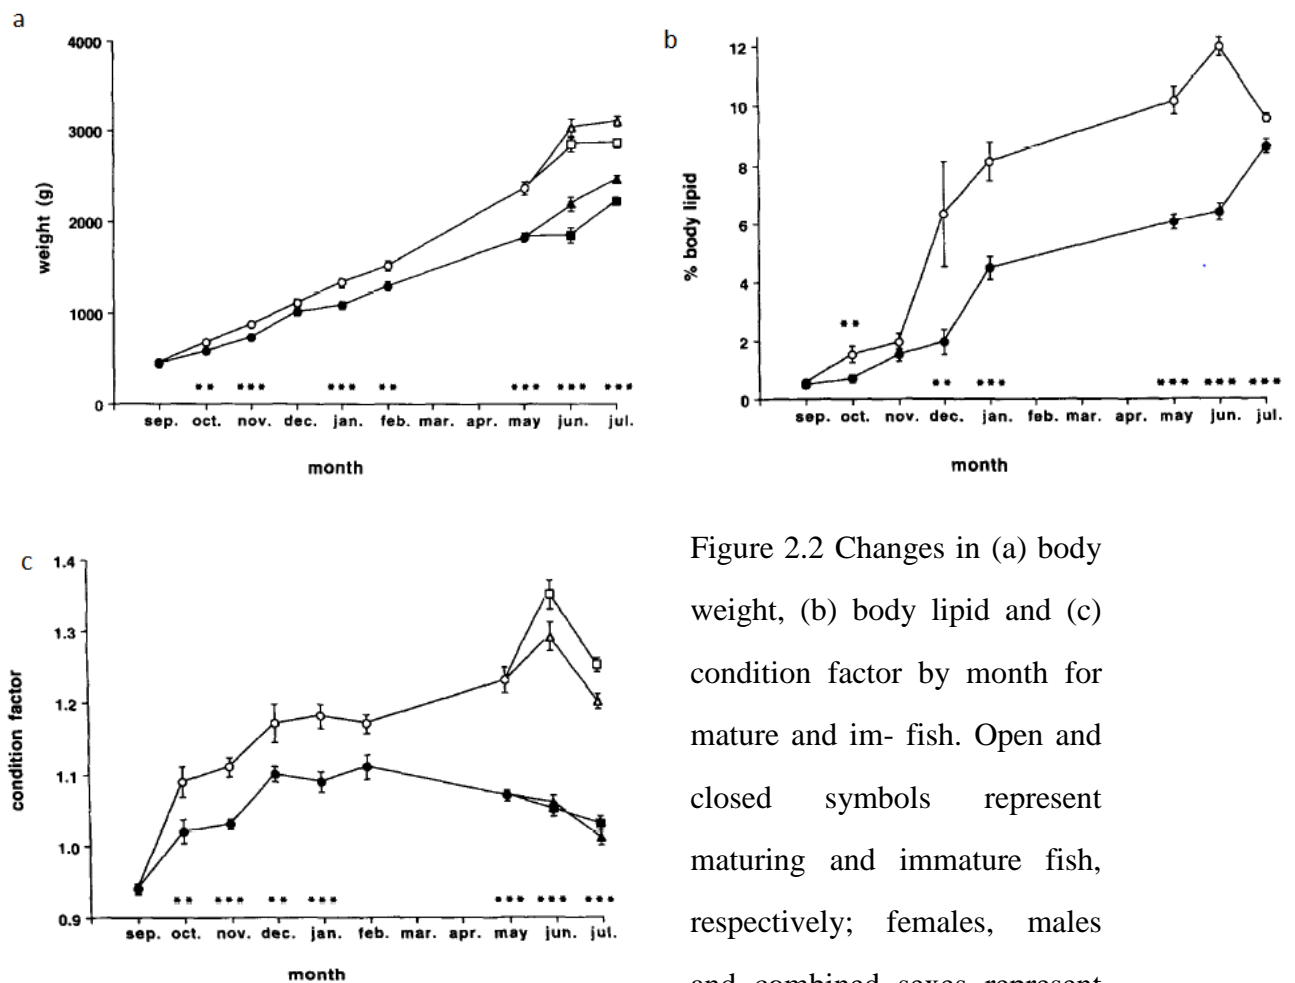 a
4000
3000
2000
1000
0
weight (g)
** *** *** ** *** *** ***
sep. oct. nov. dec. jan. feb. mar. apr. may jun. jul.
month
b
12
10
8
6
4
2
0
% body lipid
**
** *** *** *** ***
sep. oct. nov. dec. jan. feb. mar. apr. may jun. jul.
month
c
1.4
1.3
1.2
1.1
1.0
0.9
condition factor
** *** ** *** *** *** ***
sep. oct. nov. dec. jan. feb. mar. apr. may jun. jul.
month
Figure 2.2 Changes in (a) body
weight, (b) body lipid and (c)
condition factor by month for
mature and im- fish. Open and
closed symbols represent
maturing and immature fish,
respectively; females, males
and combined sexes represent